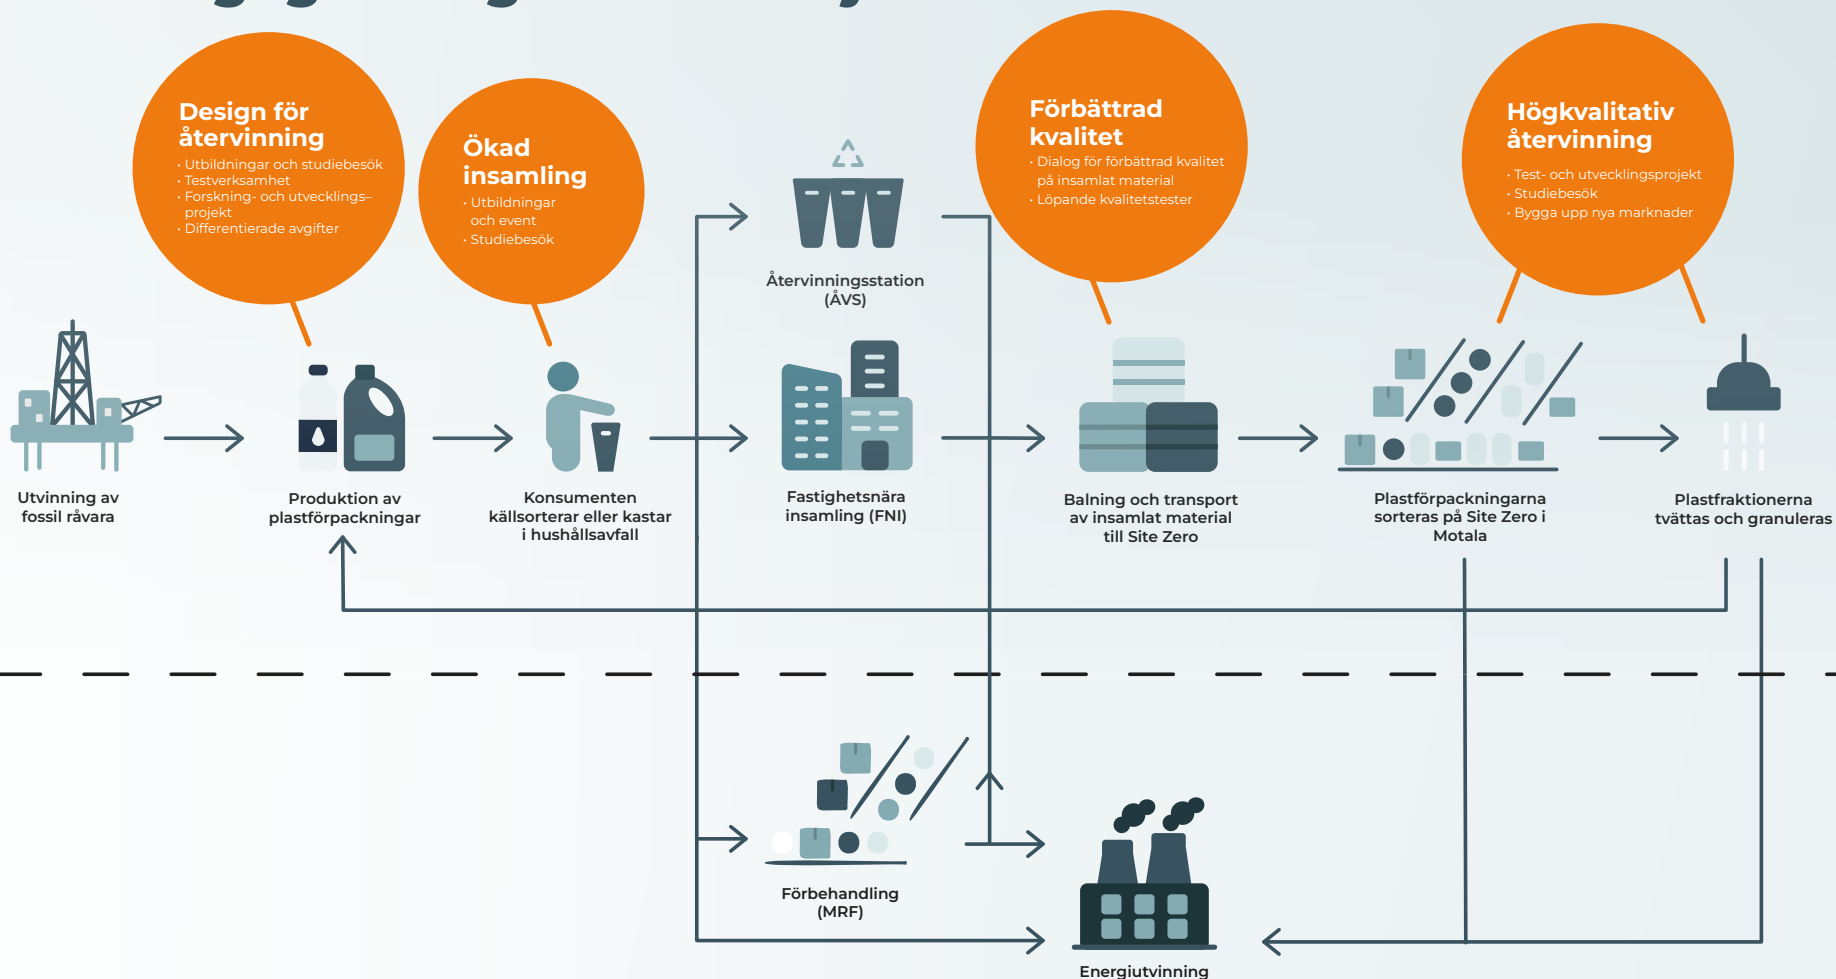 Design för
återvinning
· Utbildningar och studiebesök
· Testverksamhet
· Forskning- och utvecklings–
projekt
· Differentierade avgifter
Ökad
insamling
· Utbildningar
och event
· Studiebesök
Förbättrad
kvalitet
· Dialog för förbättrad kvalitet
på insamlat material
· Löpande kvalitetstester
Högkvalitativ
återvinning
· Test- och utvecklingsprojekt
· Studiebesök
· Bygga upp nya marknader
Återvinningsstation
(ÅVS)
Utvinning av
fossil råvara
Produktion av
plastförpackningar
Konsumenten
källsorterar eller kastar
i hushållsavfall
Fastighetsnära
insamling (FNI)
Balning och transport
av insamlat material
till Site Zero
Plastförpackningarna
sorteras på Site Zero i
Motala
Plastfraktionerna
tvättas och granuleras
Förbehandling
(MRF)
Energiutvinning